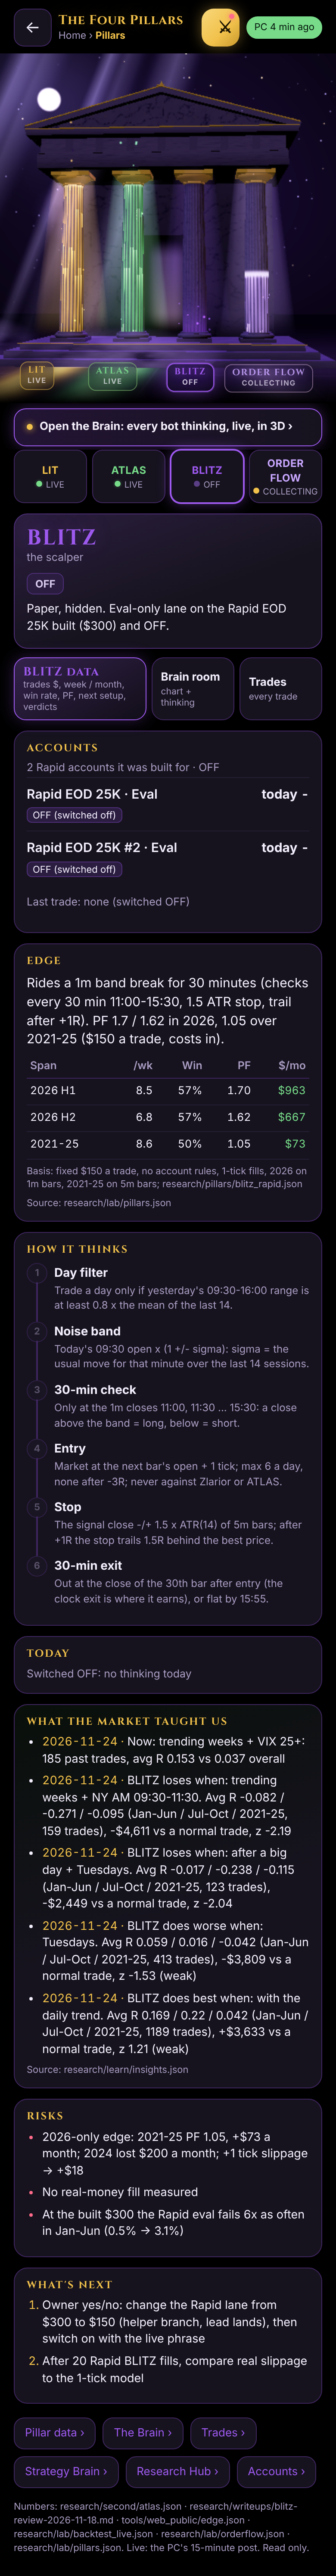 THE FOUR PILLARS
Home › Pillars
PC 4 min ago
LIT
LIVE
ATLAS
LIVE
BLITZ
OFF
ORDER FLOW
COLLECTING
Open the Brain: every bot thinking, live, in 3D ›
LIT
LIVE
ATLAS
LIVE
BLITZ
OFF
ORDER
FLOW
COLLECTING
BLITZ
the scalper
OFF
Paper, hidden. Eval-only lane on the Rapid EOD
25K built ($300) and OFF.
BLITZ DATA
trades $, week / month,
win rate, PF, next setup,
verdicts
Brain room
chart +
thinking
Trades
every trade
ACCOUNTS
2 Rapid accounts it was built for · OFF
Rapid EOD 25K · Eval
today -
OFF (switched off)
Rapid EOD 25K #2 · Eval
today -
OFF (switched off)
Last trade: none (switched OFF)
EDGE
Rides a 1m band break for 30 minutes (checks
every 30 min 11:00-15:30, 1.5 ATR stop, trail
after +1R). PF 1.7 / 1.62 in 2026, 1.05 over
2021-25 ($150 a trade, costs in).
Span /wk Win PF $/mo
2026 H1 8.5 57% 1.70 $963
2026 H2 6.8 57% 1.62 $667
2021-25 8.6 50% 1.05 $73
Basis: fixed $150 a trade, no account rules, 1-tick fills, 2026 on
1m bars, 2021-25 on 5m bars; research/pillars/blitz_rapid.json
Source: research/lab/pillars.json
HOW IT THINKS
1 Day filter
Trade a day only if yesterday's 09:30-16:00 range is
at least 0.8 x the mean of the last 14.
2 Noise band
Today's 09:30 open x (1 +/- sigma): sigma = the
usual move for that minute over the last 14 sessions.
3 30-min check
Only at the 1m closes 11:00, 11:30 ... 15:30: a close
above the band = long, below = short.
4 Entry
Market at the next bar's open + 1 tick; max 6 a day,
none after -3R; never against Zlarior or ATLAS.
5 Stop
The signal close -/+ 1.5 x ATR(14) of 5m bars; after
+1R the stop trails 1.5R behind the best price.
6 30-min exit
Out at the close of the 30th bar after entry (the
clock exit is where it earns), or flat by 15:55.
TODAY
Switched OFF: no thinking today
WHAT THE MARKET TAUGHT US
• 2026-11-24 · Now: trending weeks + VIX 25+:
185 past trades, avg R 0.153 vs 0.037 overall
• 2026-11-24 · BLITZ loses when: trending
weeks + NY AM 09:30-11:30. Avg R -0.082 /
-0.271 / -0.095 (Jan-Jun / Jul-Oct / 2021-25,
159 trades), -$4,611 vs a normal trade, z -2.19
• 2026-11-24 · BLITZ loses when: after a big
day + Tuesdays. Avg R -0.017 / -0.238 / -0.115
(Jan-Jun / Jul-Oct / 2021-25, 123 trades),
-$2,449 vs a normal trade, z -2.04
• 2026-11-24 · BLITZ does worse when:
Tuesdays. Avg R 0.059 / 0.016 / -0.042 (Jan-Jun
/ Jul-Oct / 2021-25, 413 trades), -$3,809 vs a
normal trade, z -1.53 (weak)
• 2026-11-24 · BLITZ does best when: with the
daily trend. Avg R 0.169 / 0.22 / 0.042 (Jan-Jun /
Jul-Oct / 2021-25, 1189 trades), +$3,633 vs a
normal trade, z 1.21 (weak)
Source: research/learn/insights.json
RISKS
• 2026-only edge: 2021-25 PF 1.05, +$73 a
month; 2024 lost $200 a month; +1 tick slippage
→ +$18
• No real-money fill measured
• At the built $300 the Rapid eval fails 6x as often
in Jan-Jun (0.5% → 3.1%)
WHAT'S NEXT
1. Owner yes/no: change the Rapid lane from
$300 to $150 (helper branch, lead lands), then
switch on with the live phrase
2. After 20 Rapid BLITZ fills, compare real slippage
to the 1-tick model
Pillar data ›
The Brain ›
Trades ›
Strategy Brain ›
Research Hub ›
Accounts ›
Numbers: research/second/atlas.json · research/writeups/blitz-
review-2026-11-18.md · tools/web_public/edge.json ·
research/lab/backtest_live.json · research/lab/orderflow.json ·
research/lab/pillars.json. Live: the PC's 15-minute post. Read only.